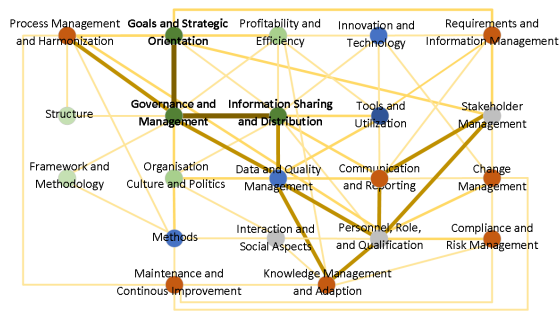 Process Management
and Harmonization
Goals and Strategic
Orientation
Profitability and
Efficiency
Innovation and
Technology
Requirements and
Information Management
Structure
Governance and
Management
Information Sharing
and Distribution
Tools and
Utilization
Stakeholder
Management
Framework and
Methodology
Organisation
Culture and Politics
Data and Quality
Management
Communication
and Reporting
Change
Management
Methods
Interaction and
Social Aspects
Personnel, Role,
and Qualification
Compliance and
Risk Management
Maintenance and
Continous Improvement
Knowledge Management
and Adaption